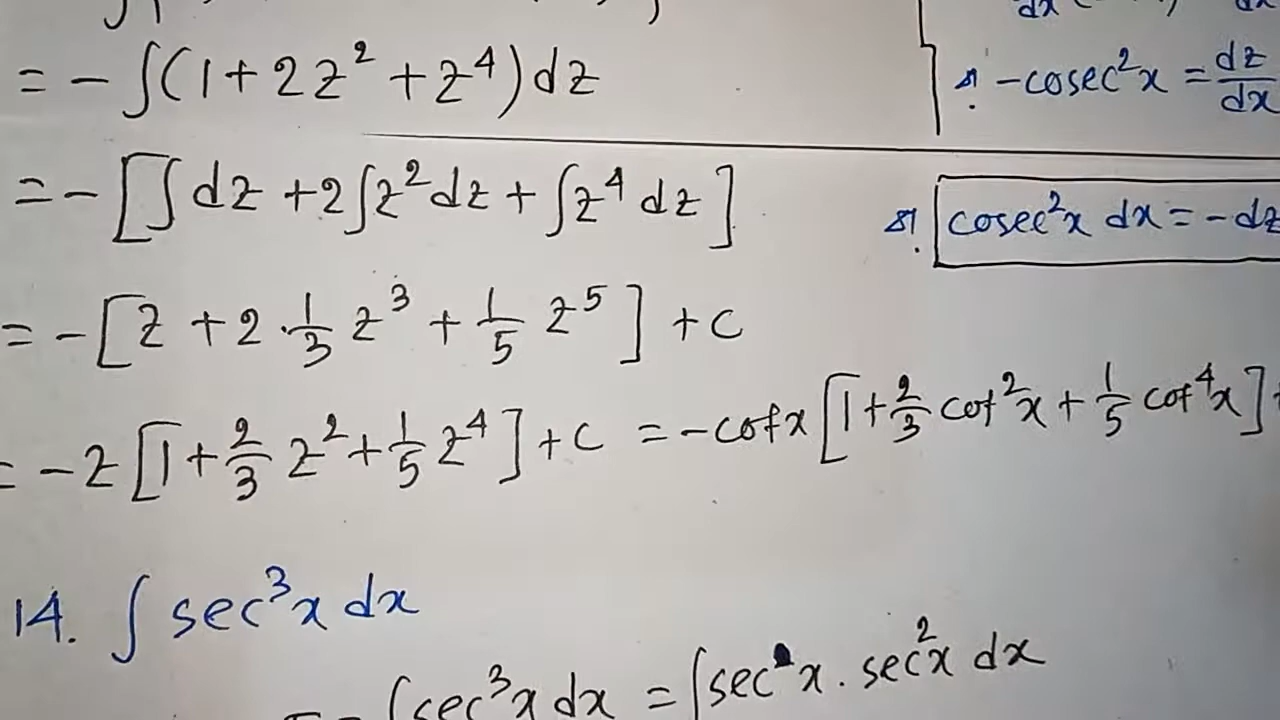 = - ∫(1 + 2z² + z⁴) dz
বা, -cosec²x = dz/dx
= - [∫ dz + 2∫z² dz + ∫z⁴ dz]
বা, cosec²x dx = -dz
= - [z + 2 · 1/3 z³ + 1/5 z⁵] + c
= - z [1 + 2/3 z² + 1/5 z⁴] + c = - cot x [1 + 2/3 cot²x + 1/5 cot⁴x] +
14. ∫ sec³x dx
∫sec³x dx = ∫sec x . sec²x dx